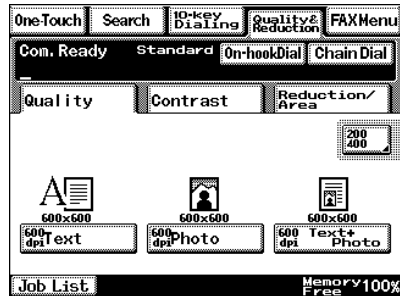 One-Touch Search 10-key Dialing Quality& Reduction FAX Menu
Com. Ready Standard On-hookDial Chain Dial
Quality Contrast Reduction/ Area
200
400
A
600x600 600x600 600x600
600 dpi Text 600 dpi Photo 600 dpi Text+ Photo
Job List Memory Free 100%